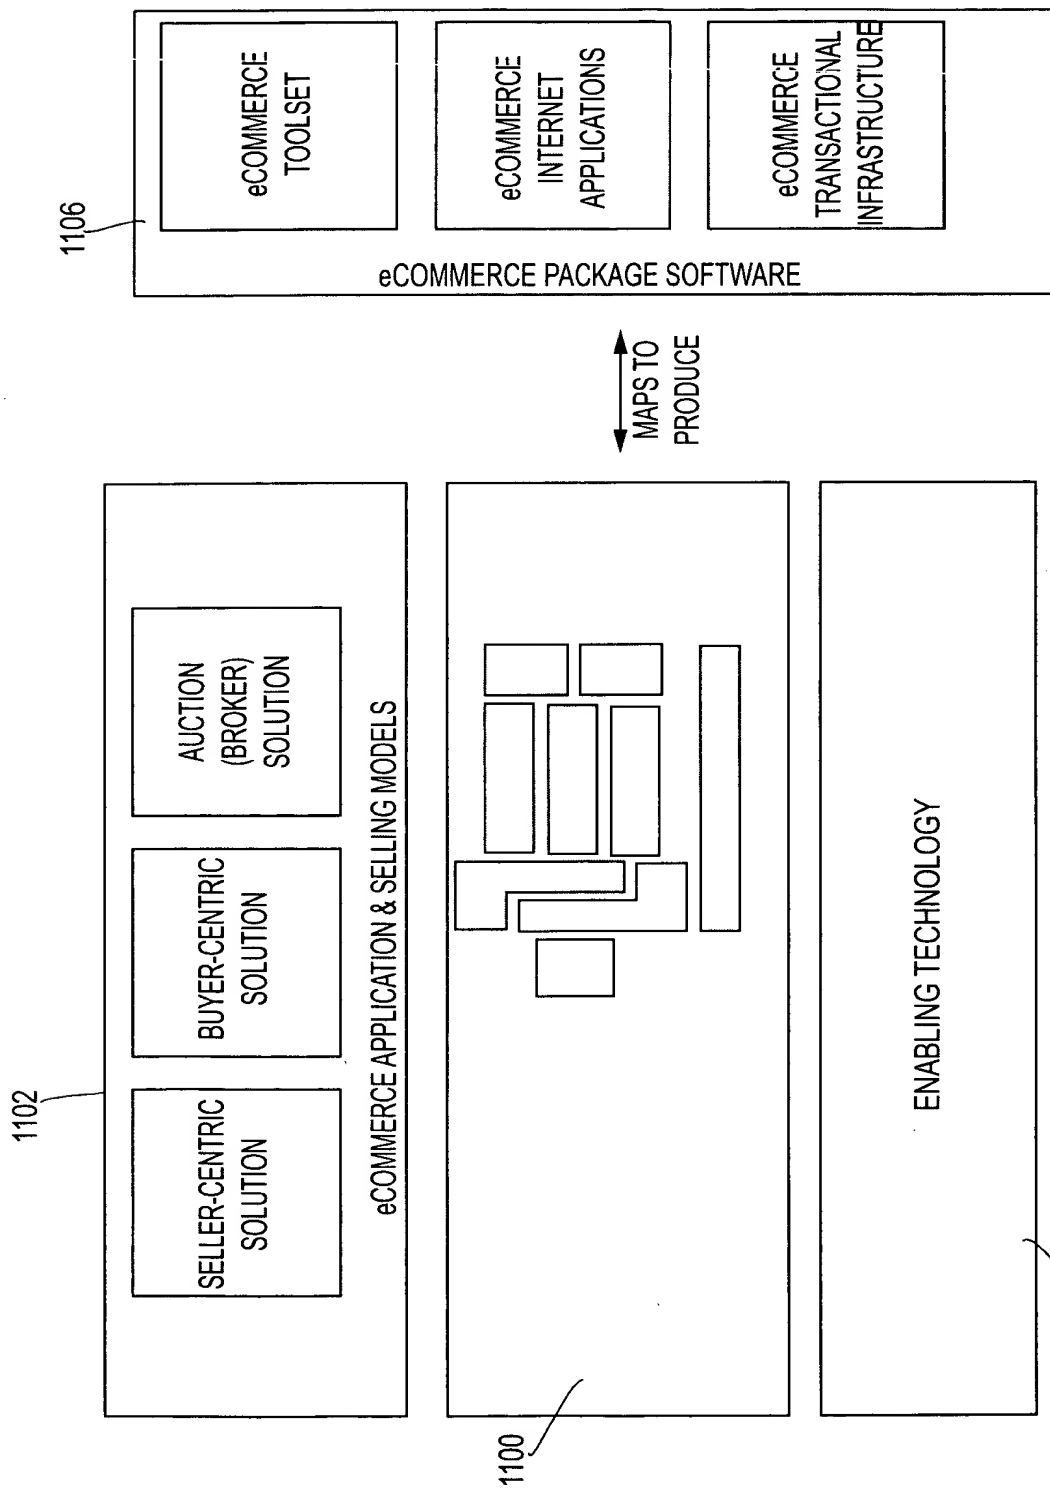 1102
SELLER-CENTRIC
SOLUTION
BUYER-CENTRIC
SOLUTION
AUCTION
(BROKER)
SOLUTION
eCOMMERCE APPLICATION & SELLING MODELS
1100
ENABLING TECHNOLOGY
MAPS TO
PRODUCE
1106
eCOMMERCE
TOOLSET
eCOMMERCE
INTERNET
APPLICATIONS
eCOMMERCE
TRANSACTIONAL
INFRASTRUCTURE
eCOMMERCE PACKAGE SOFTWARE